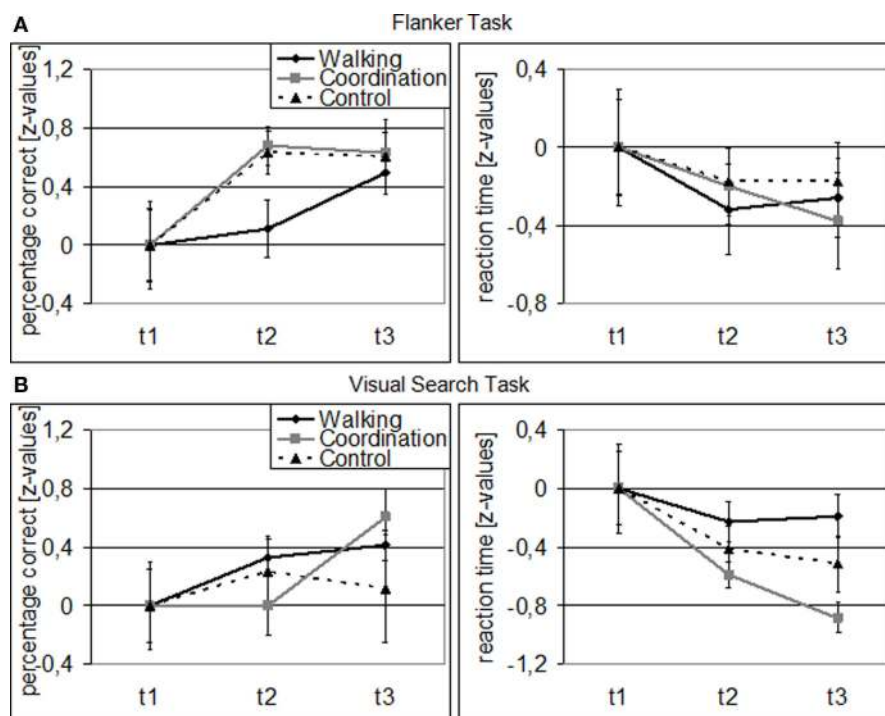 A
Flanker Task
percentage correct [z-values]
1,2
0,8
0,4
0
-0,4
t1
t2
t3
Walking
Coordination
Control
reaction time [z-values]
0,4
0
-0,4
-0,8
t1
t2
t3
B
Visual Search Task
percentage correct [z-values]
1,2
0,8
0,4
0
-0,4
t1
t2
t3
Walking
Coordination
Control
reaction time [z-values]
0,4
0
-0,4
-0,8
-1,2
t1
t2
t3